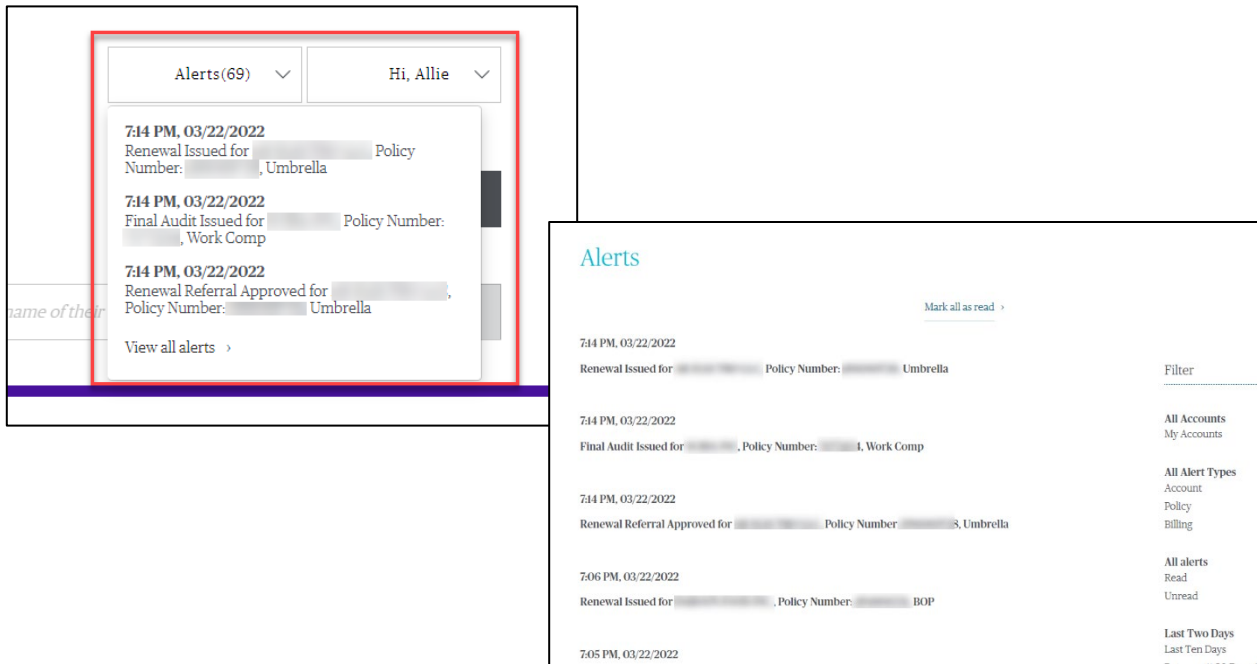 Alerts(69)
Hi, Allie
7:14 PM, 03/22/2022
Renewal Issued for Policy
Number: , Umbrella
7:14 PM, 03/22/2022
Final Audit Issued for Policy Number:
, Work Comp
7:14 PM, 03/22/2022
Renewal Referral Approved for ,
Policy Number: Umbrella
View all alerts ›
name of their
Alerts
Mark all as read ›
7:14 PM, 03/22/2022
Renewal Issued for Policy Number: Umbrella
7:14 PM, 03/22/2022
Final Audit Issued for , Policy Number: , Work Comp
7:14 PM, 03/22/2022
Renewal Referral Approved for Policy Number 8, Umbrella
7:06 PM, 03/22/2022
Renewal Issued for , Policy Number: BOP
7:05 PM, 03/22/2022
Filter
All Accounts
My Accounts
All Alert Types
Account
Policy
Billing
All alerts
Read
Unread
Last Two Days
Last Ten Days